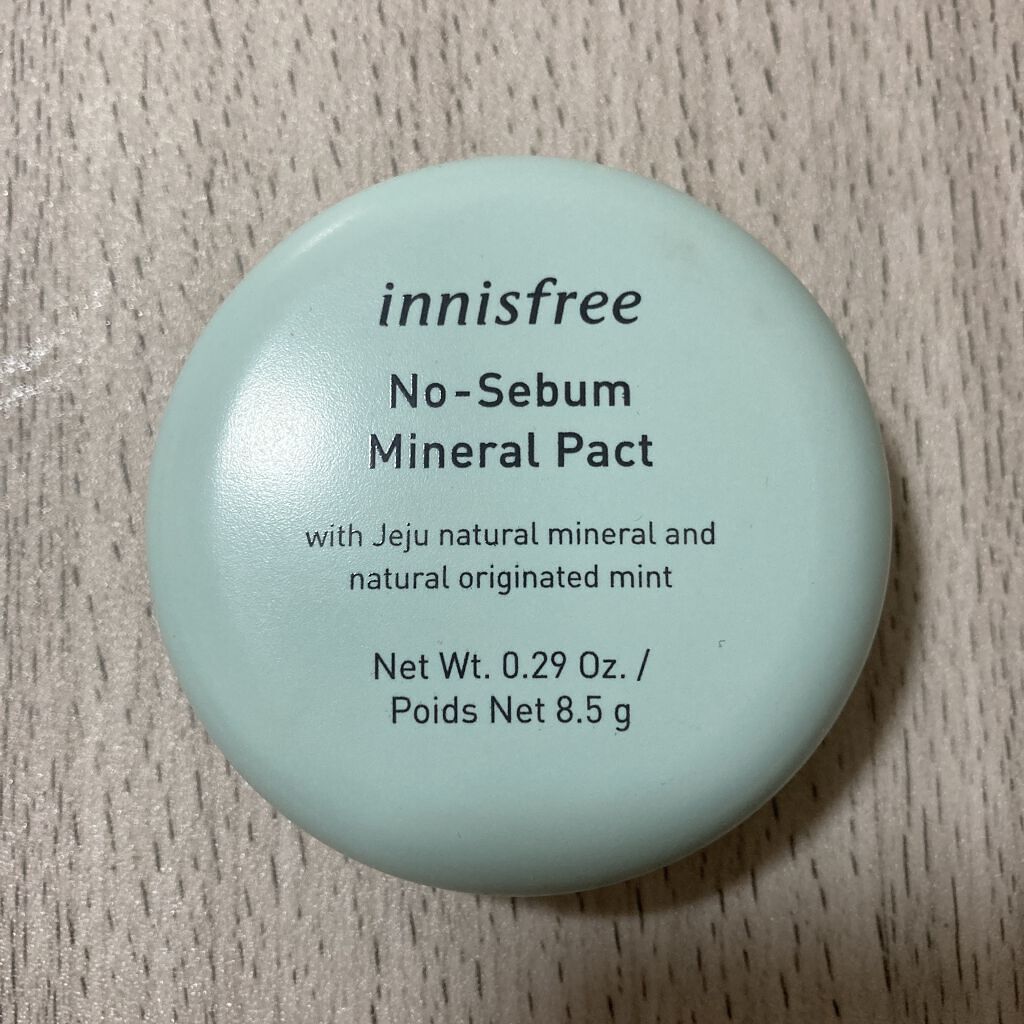 innisfree
No-Sebum
Mineral Pact
with Jeju natural mineral and
natural originated mint
Net Wt. 0.29 Oz. /
Poids Net 8.5 g